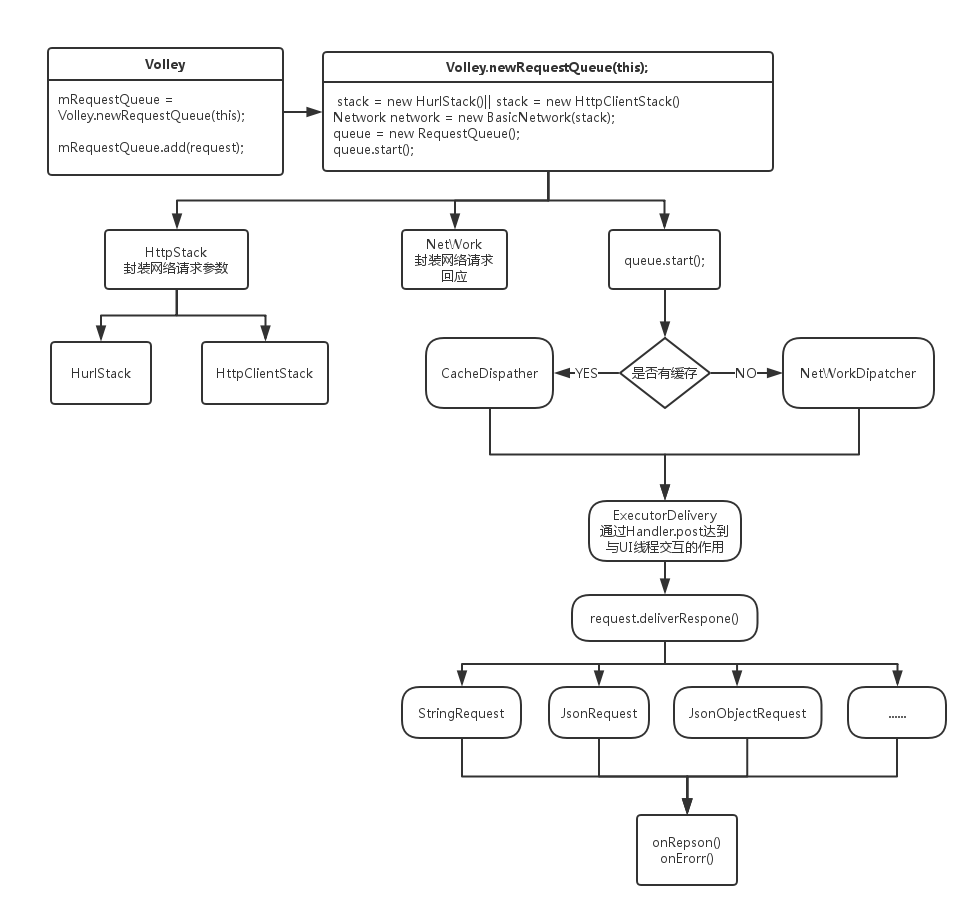 Volley
mRequestQueue =
Volley.newRequestQueue(this);
mRequestQueue.add(request);
Volley.newRequestQueue(this);
stack = new HurlStack()|| stack = new HttpClientStack()
Network network = new BasicNetwork(stack);
queue = new RequestQueue();
queue.start();
HttpStack
封装网络请求参数
NetWork
封装网络请求
回应
queue.start();
HurlStack
HttpClientStack
CacheDispather
YES
是否有缓存
NO
NetWorkDipatcher
ExecutorDelivery
通过Handler.post达到
与UI线程交互的作用
request.deliverRespone()
StringRequest
JsonRequest
JsonObjectRequest
......
onRepson()
onErorr()